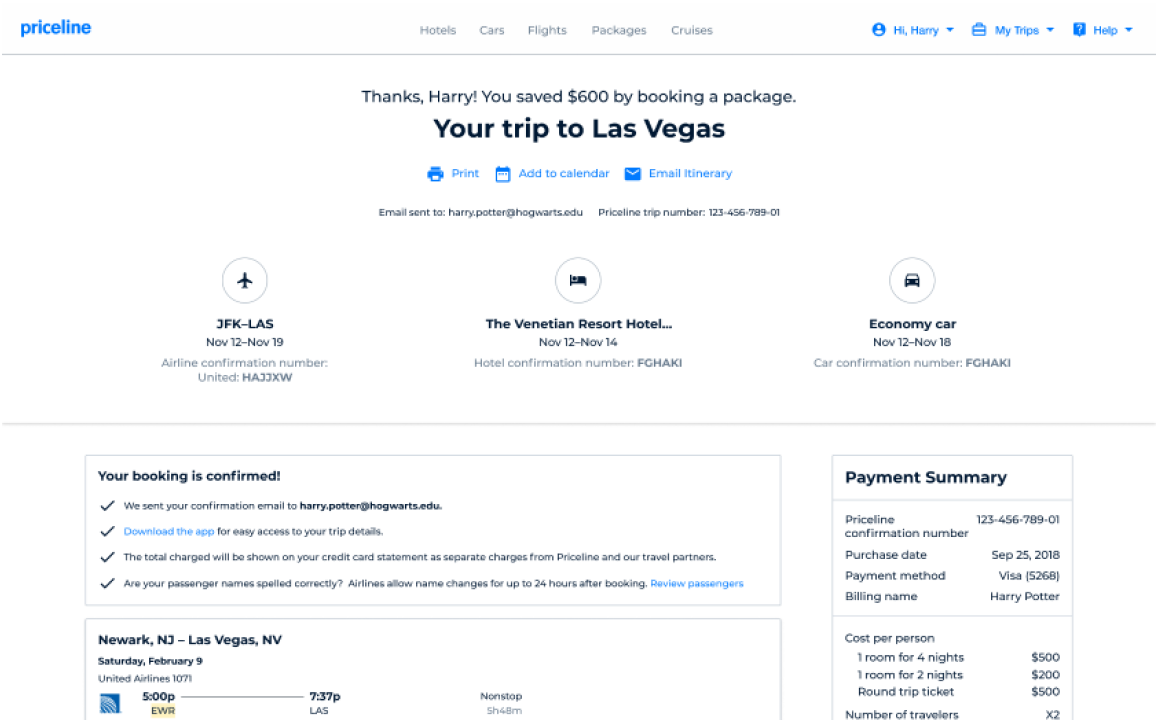 priceline
Hotels Cars Flights Packages Cruises
Hi, Harry My Trips Help
Thanks, Harry! You saved $600 by booking a package.
Your trip to Las Vegas
Print Add to calendar Email Itinerary
Email sent to: harry.potter@hogwarts.edu Priceline trip number: 123-456-789-01
JFK–LAS
Nov 12–Nov 19
Airline confirmation number:
United: HAJJXW
The Venetian Resort Hotel...
Nov 12–Nov 14
Hotel confirmation number: FGHAKI
Economy car
Nov 12–Nov 18
Car confirmation number: FGHAKI
Your booking is confirmed!
We sent your confirmation email to harry.potter@hogwarts.edu.
Download the app for easy access to your trip details.
The total charged will be shown on your credit card statement as separate charges from Priceline and our travel partners.
Are your passenger names spelled correctly? Airlines allow name changes for up to 24 hours after booking. Review passengers
Newark, NJ – Las Vegas, NV
Saturday, February 9
United Airlines 1071
5:00p 7:37p Nonstop
EWR LAS 5h48m
Payment Summary
Priceline 123-456-789-01
confirmation number
Purchase date Sep 25, 2018
Payment method Visa (5268)
Billing name Harry Potter
Cost per person
1 room for 4 nights $500
1 room for 2 nights $200
Round trip ticket $500
Number of travelers X2